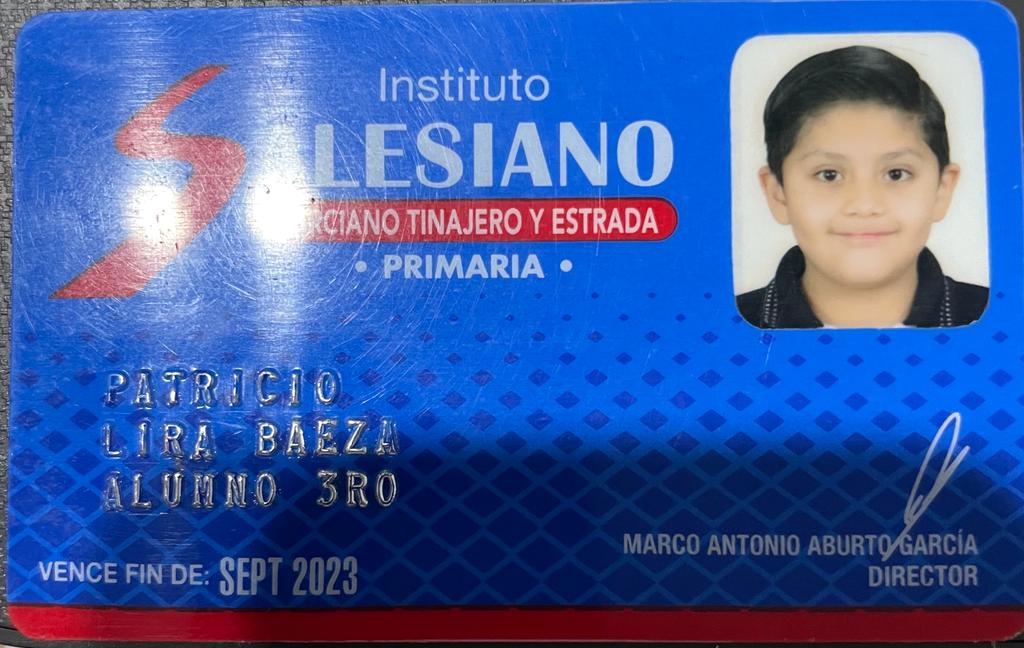 Instituto
LESIANO
TINAJERO Y ESTRADA
• PRIMARIA •
PATRICIO
LIRA BAEZA
ALUMNO 3RO
MARCO ANTONIO ABURTO GARCÍA
DIRECTOR
VENCE FIN DE: SEPT 2023